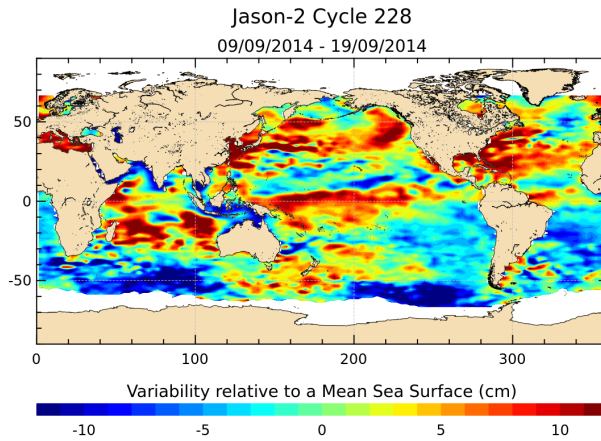 Jason-2 Cycle 228
09/09/2014 - 19/09/2014
50
0
-50
0 100 200 300
Variability relative to a Mean Sea Surface (cm)
-10 -5 0 5 10